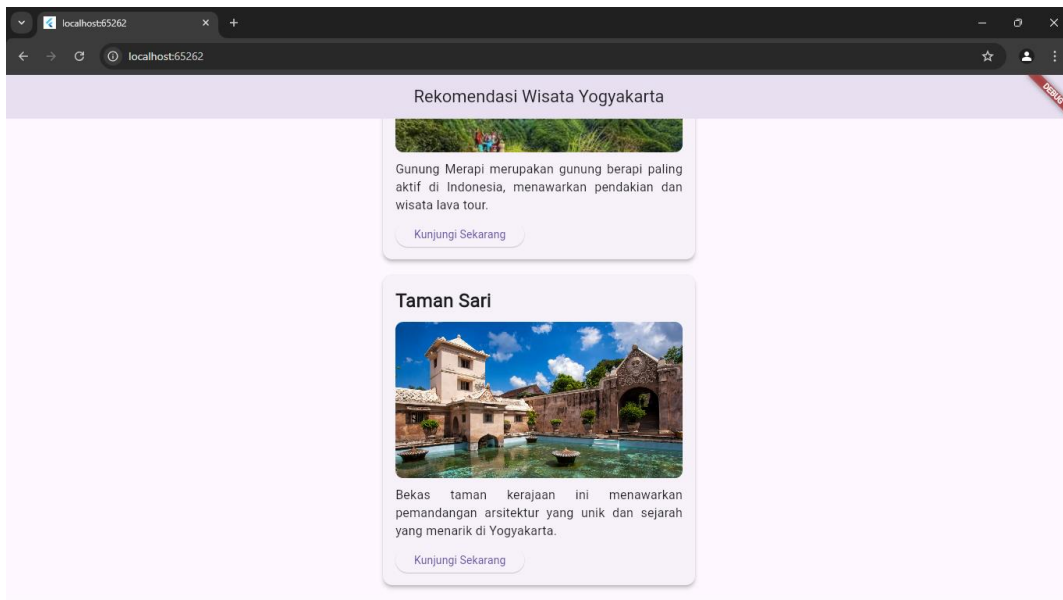 localhost:65262
localhost:65262
Rekomendasi Wisata Yogyakarta
DEBUG
Gunung Merapi merupakan gunung berapi paling
aktif di Indonesia, menawarkan pendakian dan
wisata lava tour.
Kunjungi Sekarang
Taman Sari
Bekas taman kerajaan ini menawarkan
pemandangan arsitektur yang unik dan sejarah
yang menarik di Yogyakarta.
Kunjungi Sekarang